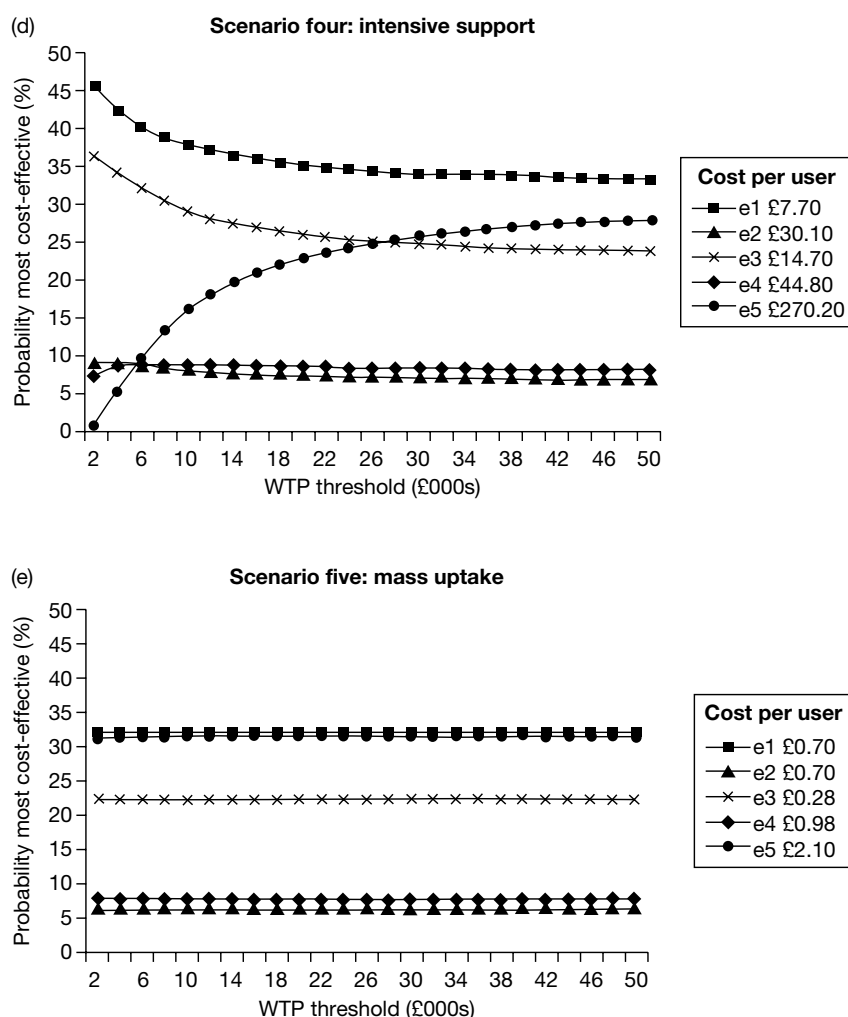 (d)
Scenario four: intensive support
Probability most cost-effective (%)
50
45
40
35
30
25
20
15
10
5
0
2 6 10 14 18 22 26 30 34 38 42 46 50
WTP threshold (£000s)
Cost per user
e1 £7.70
e2 £30.10
e3 £14.70
e4 £44.80
e5 £270.20
(e)
Scenario five: mass uptake
Probability most cost-effective (%)
50
45
40
35
30
25
20
15
10
5
0
2 6 10 14 18 22 26 30 34 38 42 46 50
WTP threshold (£000s)
Cost per user
e1 £0.70
e2 £0.70
e3 £0.28
e4 £0.98
e5 £2.10